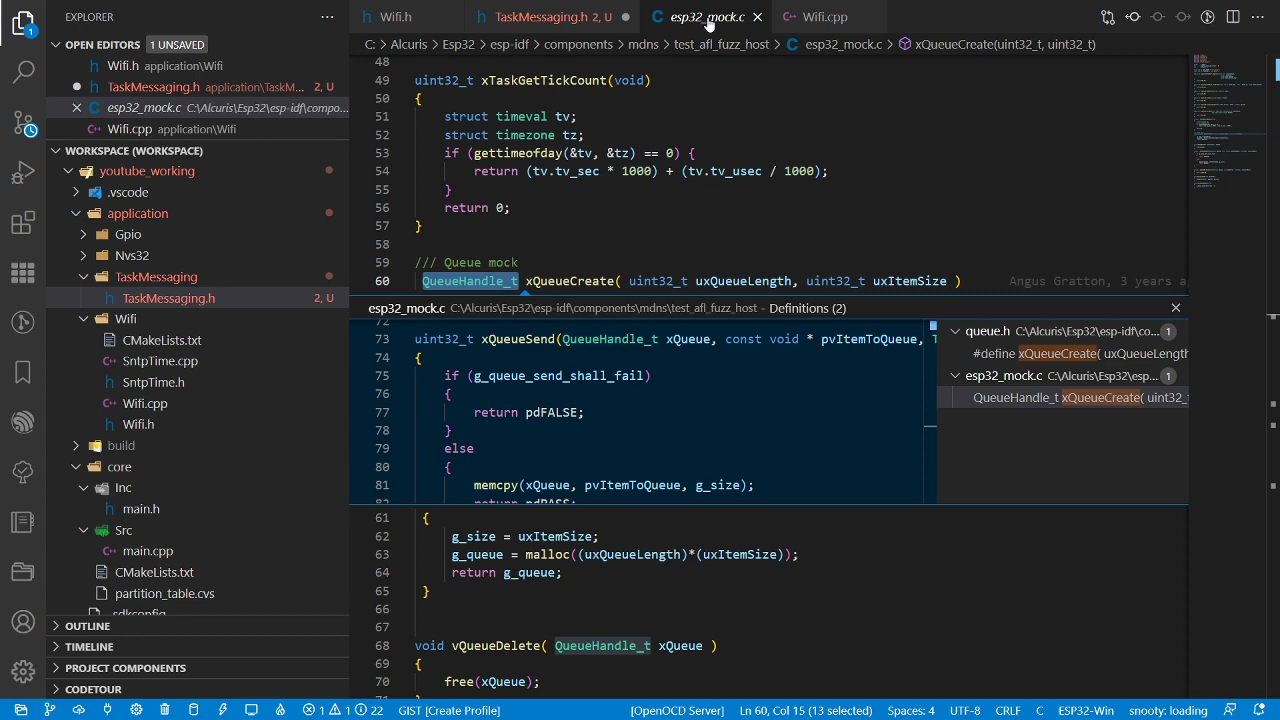 EXPLORER
OPEN EDITORS 1 UNSAVED
Wifi.h application\Wifi
TaskMessaging.h application\TaskM... 2, U
esp32_mock.c C:\Alcuris\Esp32\esp-idf\compo...
Wifi.cpp application\Wifi
WORKSPACE (WORKSPACE)
youtube_working
.vscode
application
Gpio
Nvs32
TaskMessaging
TaskMessaging.h 2, U
Wifi
CMakeLists.txt
SntpTime.cpp
SntpTime.h
Wifi.cpp
Wifi.h
build
core
Inc
main.h
Src
main.cpp
CMakeLists.txt
partition_table.cvs
sdkconfig
OUTLINE
TIMELINE
PROJECT COMPONENTS
CODETOUR
Wifi.h TaskMessaging.h 2, U esp32_mock.c Wifi.cpp
C: > Alcuris > Esp32 > esp-idf > components > mdns > test_afl_fuzz_host > C esp32_mock.c > xQueueCreate(uint32_t, uint32_t)
48
49 uint32_t xTaskGetTickCount(void)
50 {
51 struct timeval tv;
52 struct timezone tz;
53 if (gettimeofday(&tv, &tz) == 0) {
54 return (tv.tv_sec * 1000) + (tv.tv_usec / 1000);
55 }
56 return 0;
57 }
58
59 /// Queue mock
60 QueueHandle_t xQueueCreate( uint32_t uxQueueLength, uint32_t uxItemSize ) Angus Gratton, 3 years ago
esp32_mock.c C:\Alcuris\Esp32\esp-idf\components\mdns\test_afl_fuzz_host - Definitions (2)
72
73 uint32_t xQueueSend(QueueHandle_t xQueue, const void * pvItemToQueue, T
74 {
75 if (g_queue_send_shall_fail)
76 {
77 return pdFALSE;
78 }
79 else
80 {
81 memcpy(xQueue, pvItemToQueue, g_size);
82 return pdPASS;
queue.h C:\Alcuris\Esp32\esp-idf\co... 1
#define xQueueCreate( uxQueueLength
esp32_mock.c C:\Alcuris\Esp32\esp... 1
QueueHandle_t xQueueCreate( uint32_t
61 {
62 g_size = uxItemSize;
63 g_queue = malloc((uxQueueLength)*(uxItemSize));
64 return g_queue;
65 }
66
67
68 void vQueueDelete( QueueHandle_t xQueue )
69 {
70 free(xQueue);
71 }
1 1 22 GIST [Create Profile] [OpenOCD Server] Ln 60, Col 15 (13 selected) Spaces: 4 UTF-8 CRLF C ESP32-Win snooty: loading